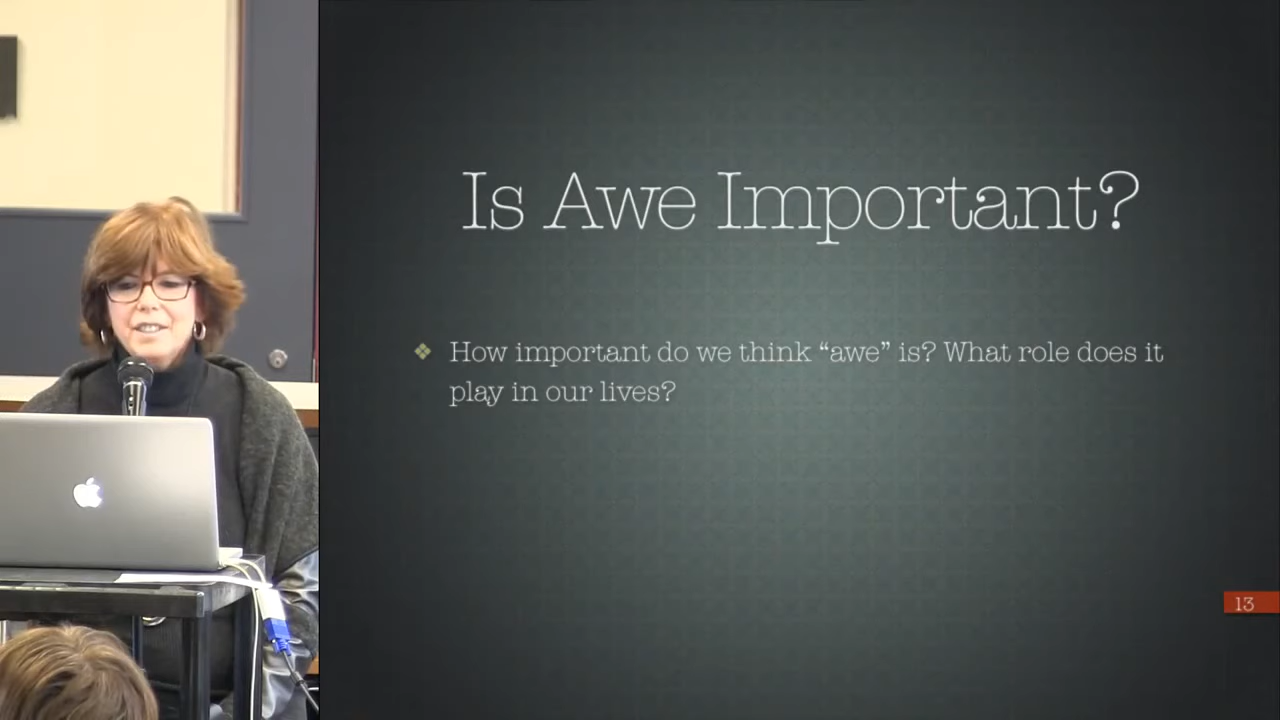 Is Awe Important?
How important do we think “awe” is? What role does it
play in our lives?
13